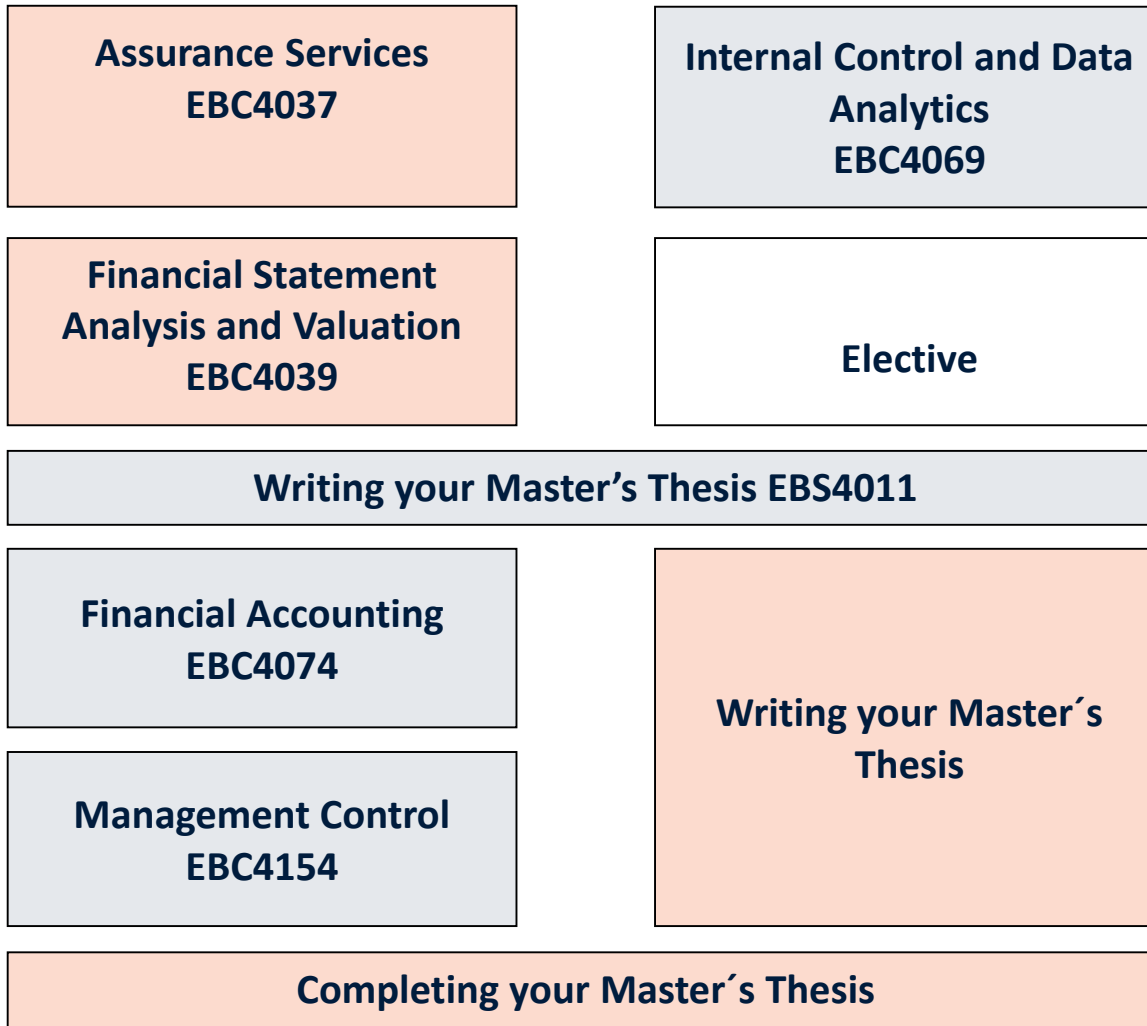 Assurance Services
EBC4037
Internal Control and Data
Analytics
EBC4069
Financial Statement
Analysis and Valuation
EBC4039
Elective
Writing your Master’s Thesis EBS4011
Financial Accounting
EBC4074
Writing your Master´s
Thesis
Management Control
EBC4154
Completing your Master´s Thesis